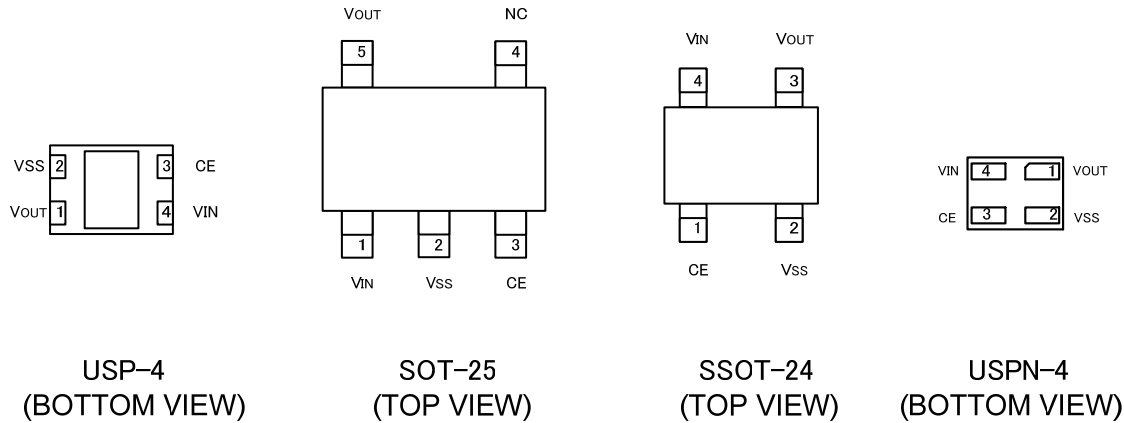 VSS 2 3 CE
VOUT 1 4 VIN
USP-4
(BOTTOM VIEW)
VOUT NC
5 4
1 2 3
VIN VSS CE
SOT-25
(TOP VIEW)
VIN VOUT
4 3
1 2
CE VSS
SSOT-24
(TOP VIEW)
VIN 4 1 VOUT
CE 3 2 VSS
USPN-4
(BOTTOM VIEW)